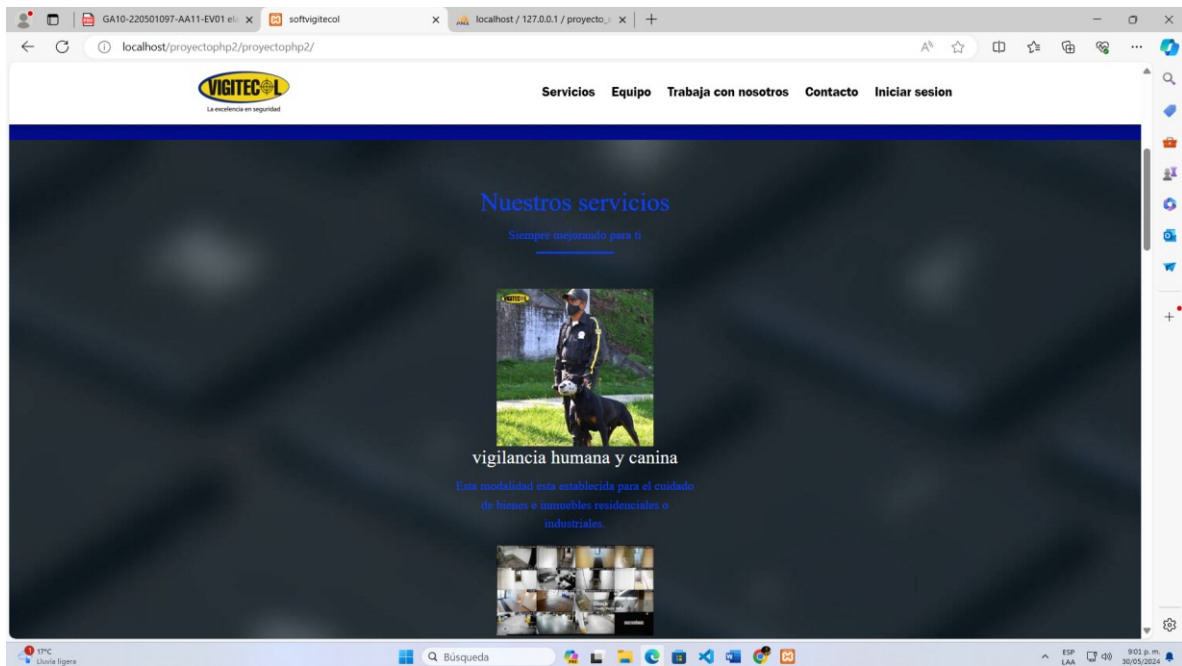 GA10-220501097-AA11-EV01 el
softvigitecol
localhost / 127.0.0.1 / proyecto_s
localhost/proyectophp2/proyectophp2/
VIGITECOL
La excelencia en seguridad
Servicios Equipo Trabaja con nosotros Contacto Iniciar sesion
Nuestros servicios
Siempre mejorando para ti
VIGITECOL
vigilancia humana y canina
Esta modalidad esta establecida para el cuidado
de bienes e inmuebles residenciales o
industriales.
1
17°C
Lluvia ligera
Búsqueda
ESP
LAA
9:01 p. m.
30/05/2024